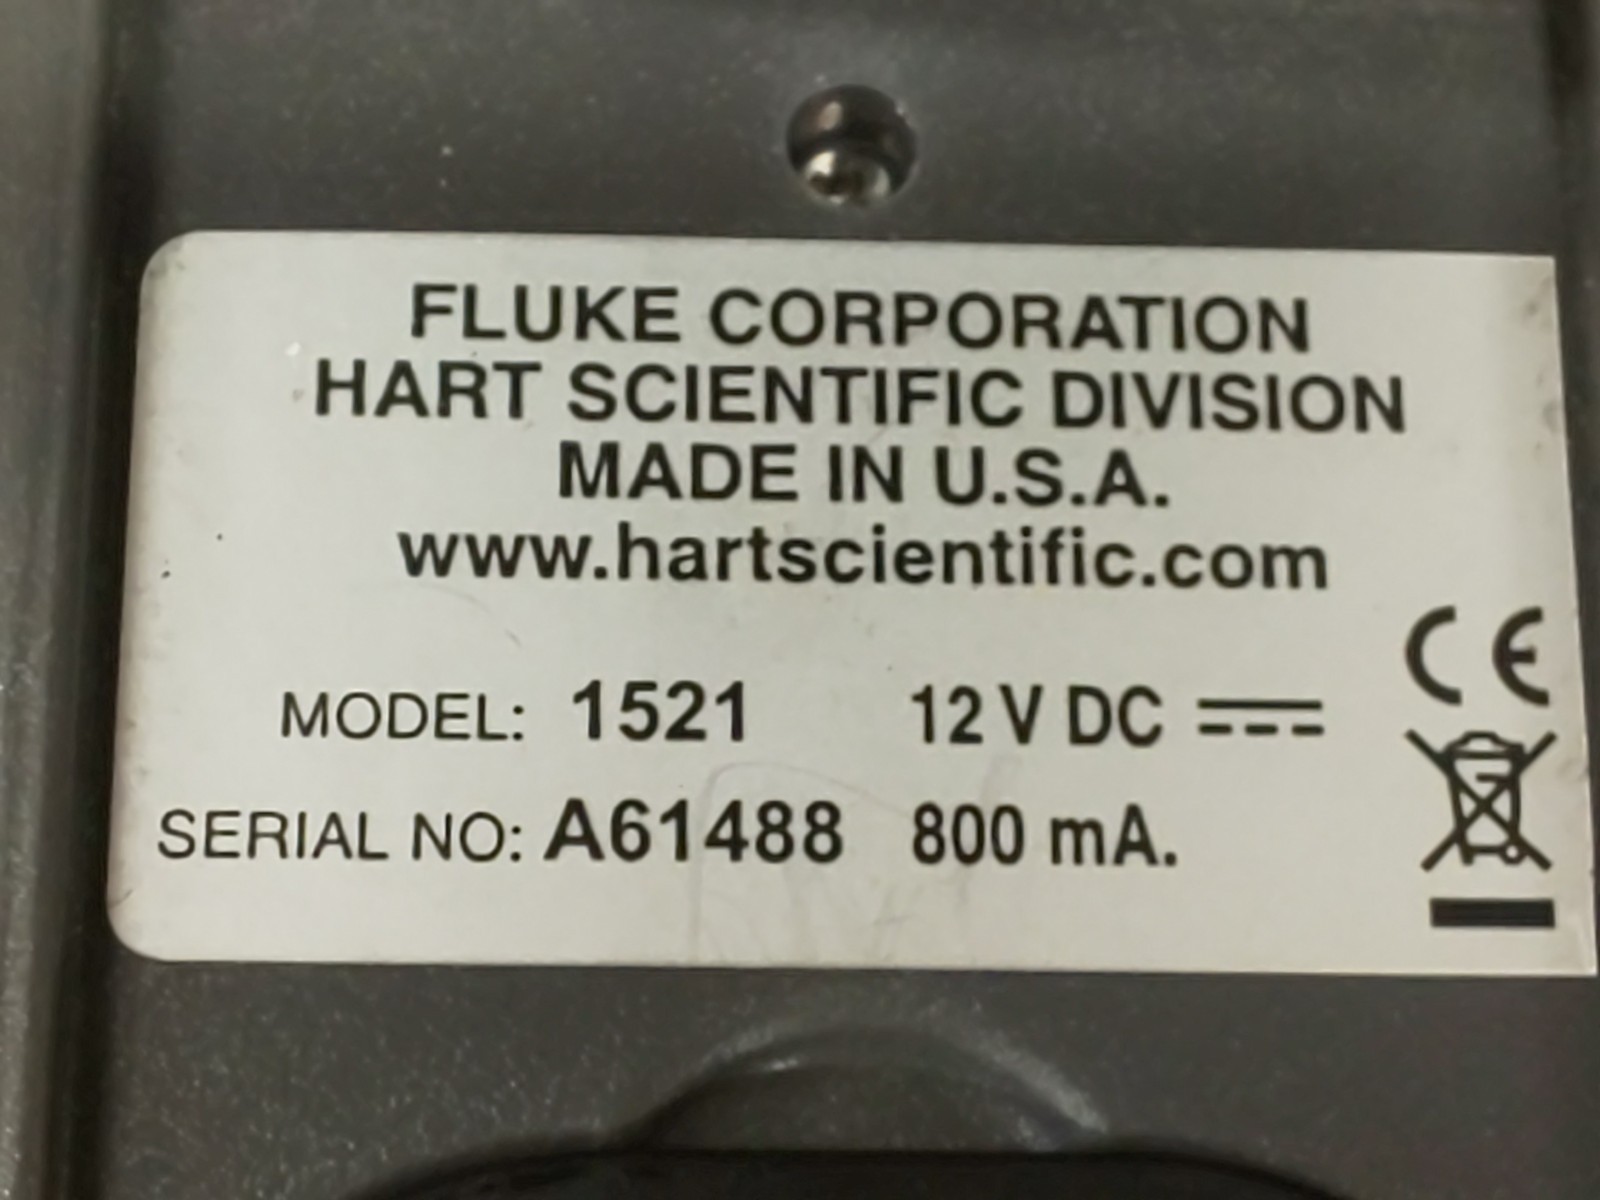 FLUKE CORPORATION
HART SCIENTIFIC DIVISION
MADE IN U.S.A.
www.hartscientific.com
MODEL: 1521 12 V DC
SERIAL NO: A61488 800 mA.
CE